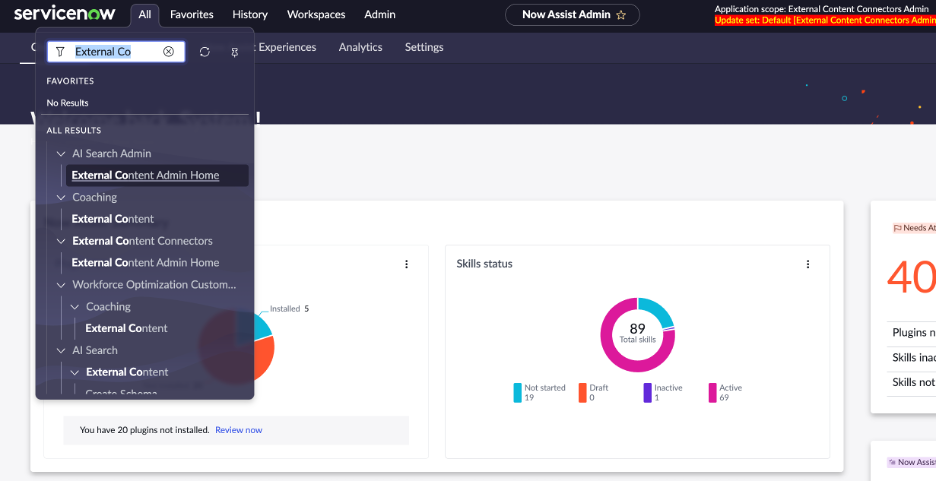 servicenow
All
Favorites
History
Workspaces
Admin
Now Assist Admin
Application scope: External Content Connectors Admin
Update set: Default [External Content Connectors Admin
Experiences
Analytics
Settings
External Co
FAVORITES
No Results
ALL RESULTS
AI Search Admin
External Content Admin Home
Coaching
External Content
External Content Connectors
External Content Admin Home
Workforce Optimization Custom...
Coaching
External Content
AI Search
External Content
Create Schema
Installed 5
You have 20 plugins not installed. Review now
Skills status
89
Total skills
Not started
19
Draft
0
Inactive
1
Active
69
Needs At
40
Plugins n
Skills inac
Skills not
Now Assist